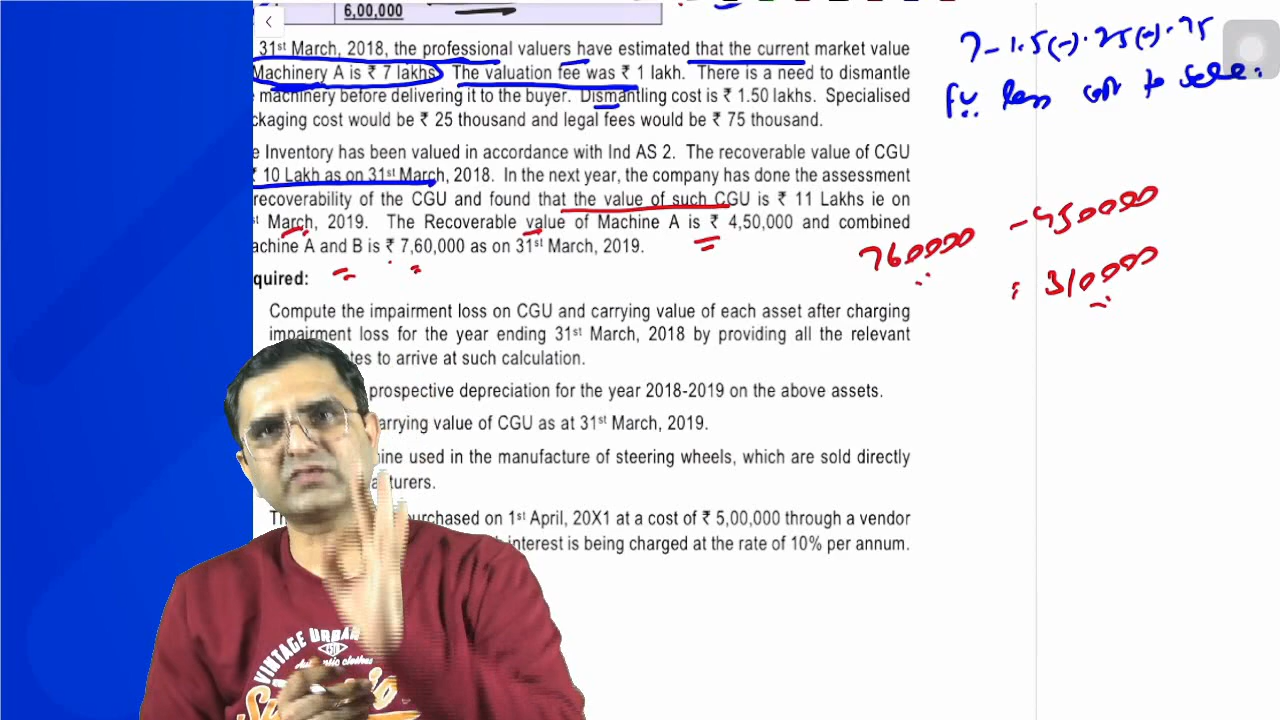 6,00,000
31st March, 2018, the professional valuers have estimated that the current market value
Machinery A is ₹ 7 lakhs. The valuation fee was ₹ 1 lakh. There is a need to dismantle
machinery before delivering it to the buyer. Dismantling cost is ₹ 1.50 lakhs. Specialised
ckaging cost would be ₹ 25 thousand and legal fees would be ₹ 75 thousand.
e Inventory has been valued in accordance with Ind AS 2. The recoverable value of CGU
₹ 10 Lakh as on 31st March, 2018. In the next year, the company has done the assessment
recoverability of the CGU and found that the value of such CGU is ₹ 11 Lakhs ie on
st March, 2019. The Recoverable value of Machine A is ₹ 4,50,000 and combined
achine A and B is ₹ 7,60,000 as on 31st March, 2019.
quired:
Compute the impairment loss on CGU and carrying value of each asset after charging
impairment loss for the year ending 31st March, 2018 by providing all the relevant
tes to arrive at such calculation.
prospective depreciation for the year 2018-2019 on the above assets.
arrying value of CGU as at 31st March, 2019.
ine used in the manufacture of steering wheels, which are sold directly
acturers.
Th purchased on 1st April, 20X1 at a cost of ₹ 5,00,000 through a vendor
interest is being charged at the rate of 10% per annum.
7-1.5(-).25(-).75
FV less cost to sell.
760000 - 450000
= 310000
VINTAGE URBAN
Authentic clothes